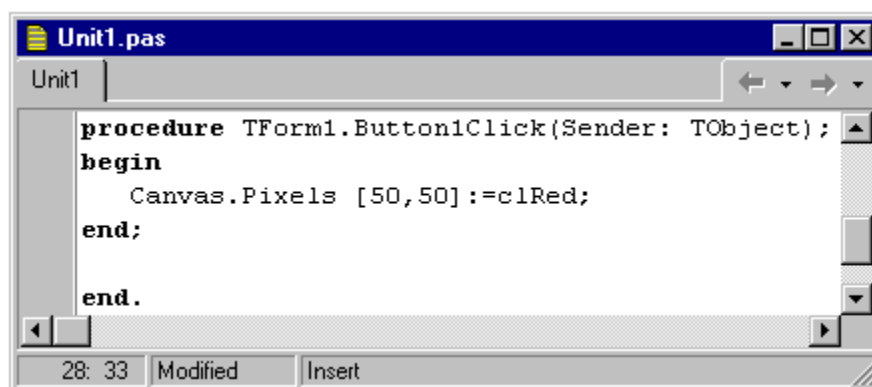 Unit1.pas
Unit1
procedure TForm1.Button1Click(Sender: TObject);
begin
Canvas.Pixels [50,50]:=clRed;
end;
end.
28: 33 Modified Insert